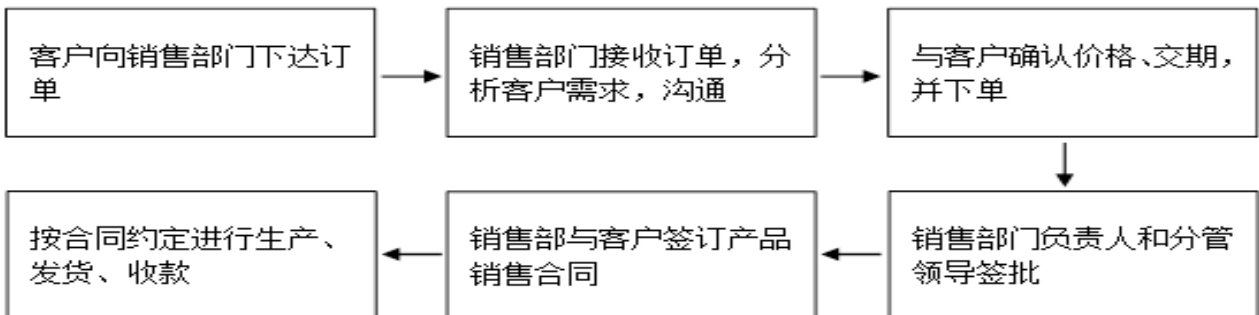 客户向销售部门下达订
单
销售部门接收订单，分
析客户需求，沟通
与客户确认价格、交期，
并下单
销售部门负责人和分管
领导签批
销售部与客户签订产品
销售合同
按合同约定进行生产、
发货、收款